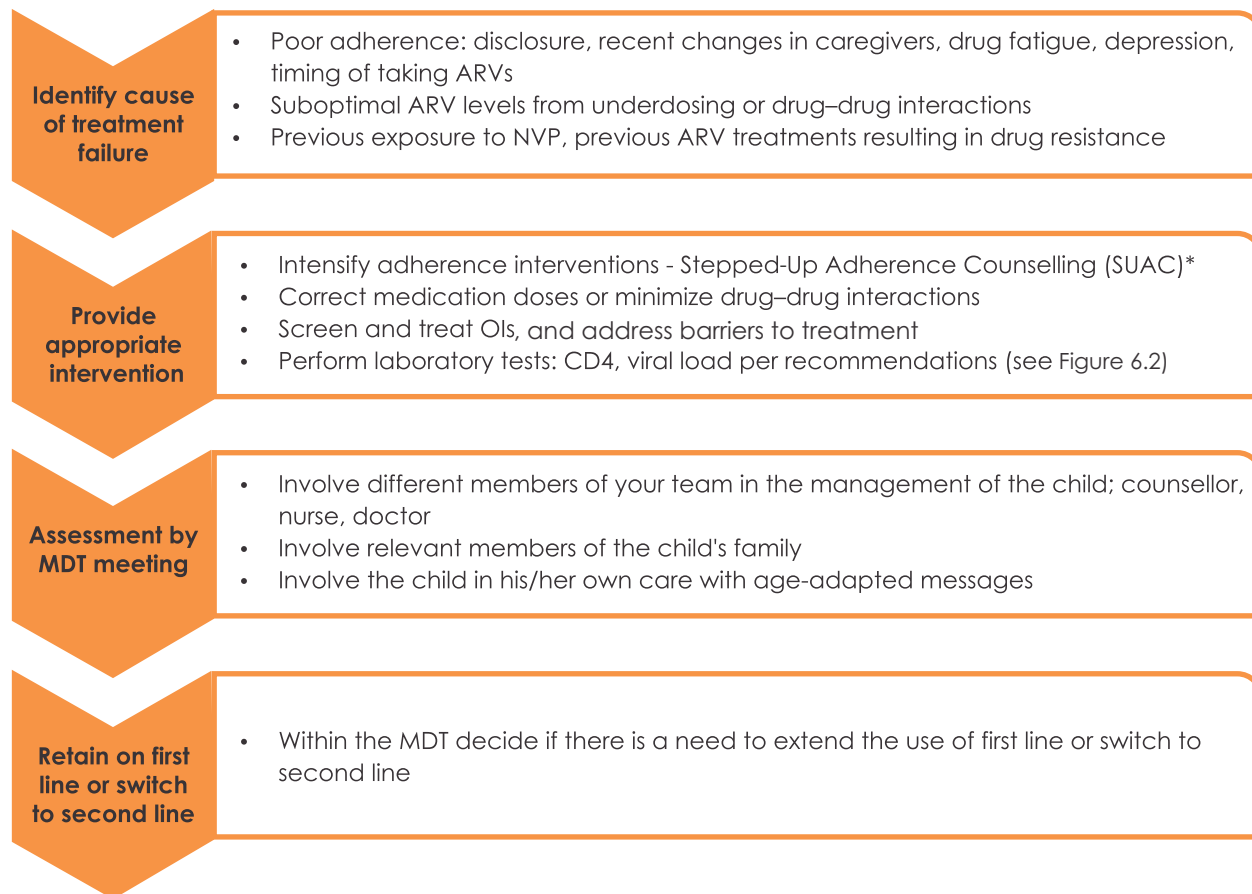 Identify cause
of treatment
failure
• Poor adherence: disclosure, recent changes in caregivers, drug fatigue, depression,
timing of taking ARVs
• Suboptimal ARV levels from underdosing or drug–drug interactions
• Previous exposure to NVP, previous ARV treatments resulting in drug resistance
Provide
appropriate
intervention
• Intensify adherence interventions - Stepped-Up Adherence Counselling (SUAC)*
• Correct medication doses or minimize drug–drug interactions
• Screen and treat OIs, and address barriers to treatment
• Perform laboratory tests: CD4, viral load per recommendations (see Figure 6.2)
Assessment by
MDT meeting
• Involve different members of your team in the management of the child; counsellor,
nurse, doctor
• Involve relevant members of the child's family
• Involve the child in his/her own care with age-adapted messages
Retain on first
line or switch
to second line
• Within the MDT decide if there is a need to extend the use of first line or switch to
second line